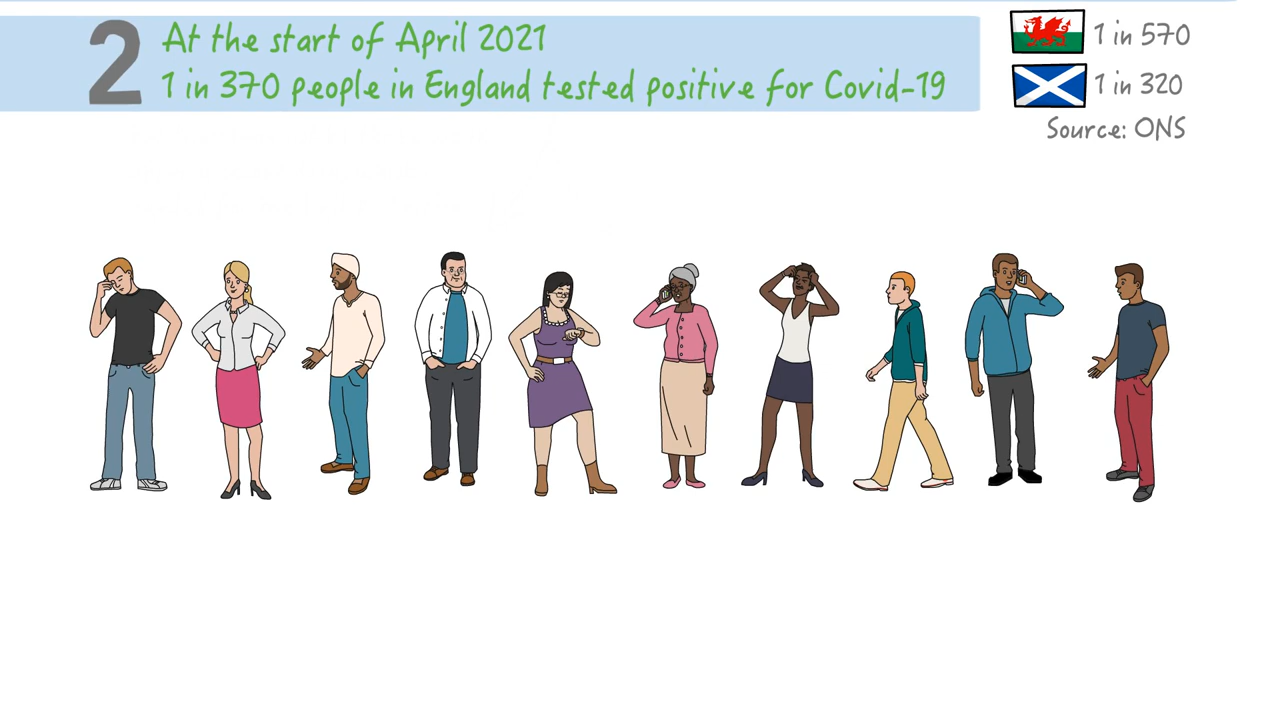 2
At the start of April 2021
1 in 370 people in England tested positive for Covid-19
1 in 570
1 in 320
Source: ONS